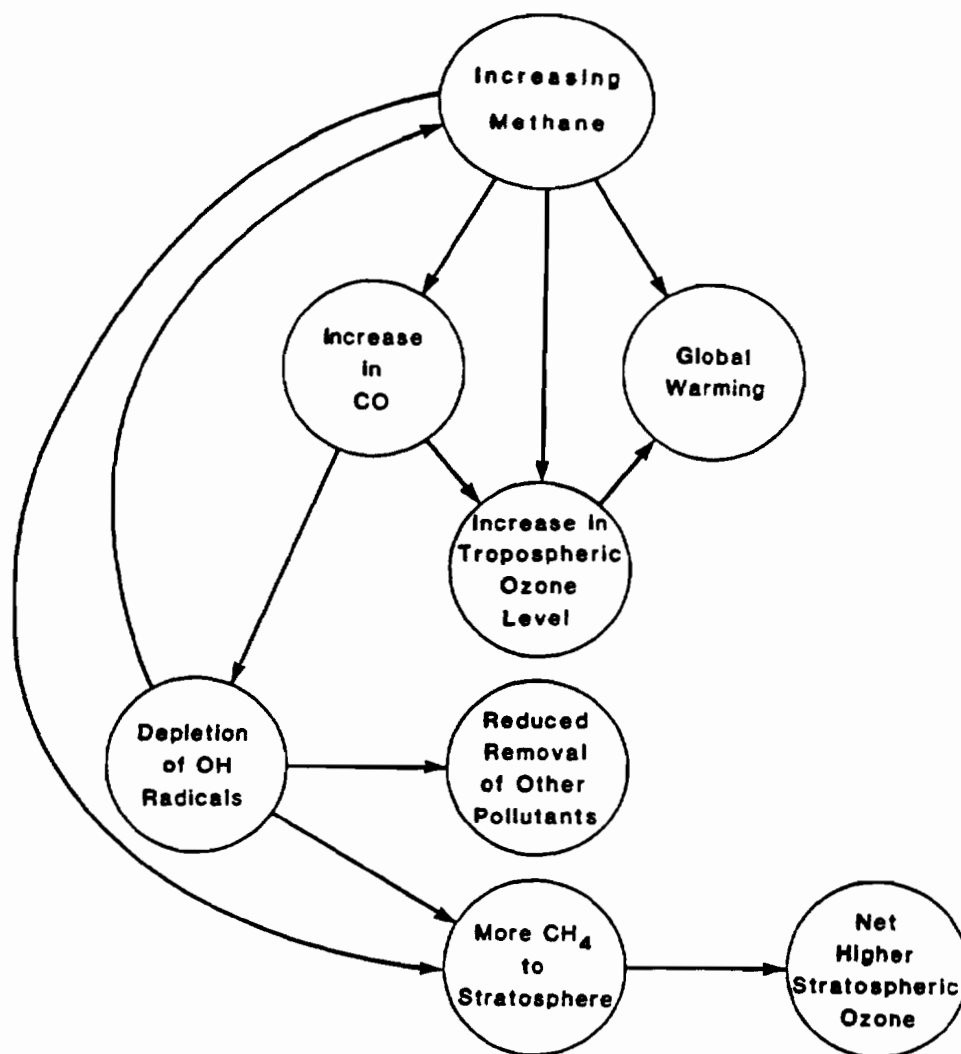 Increasing
Methane
Increase
in
CO
Global
Warming
Increase in
Tropospheric
Ozone
Level
Depletion
of OH
Radicals
Reduced
Removal
of Other
Pollutants
More CH₄
to
Stratosphere
Net
Higher
Stratospheric
Ozone